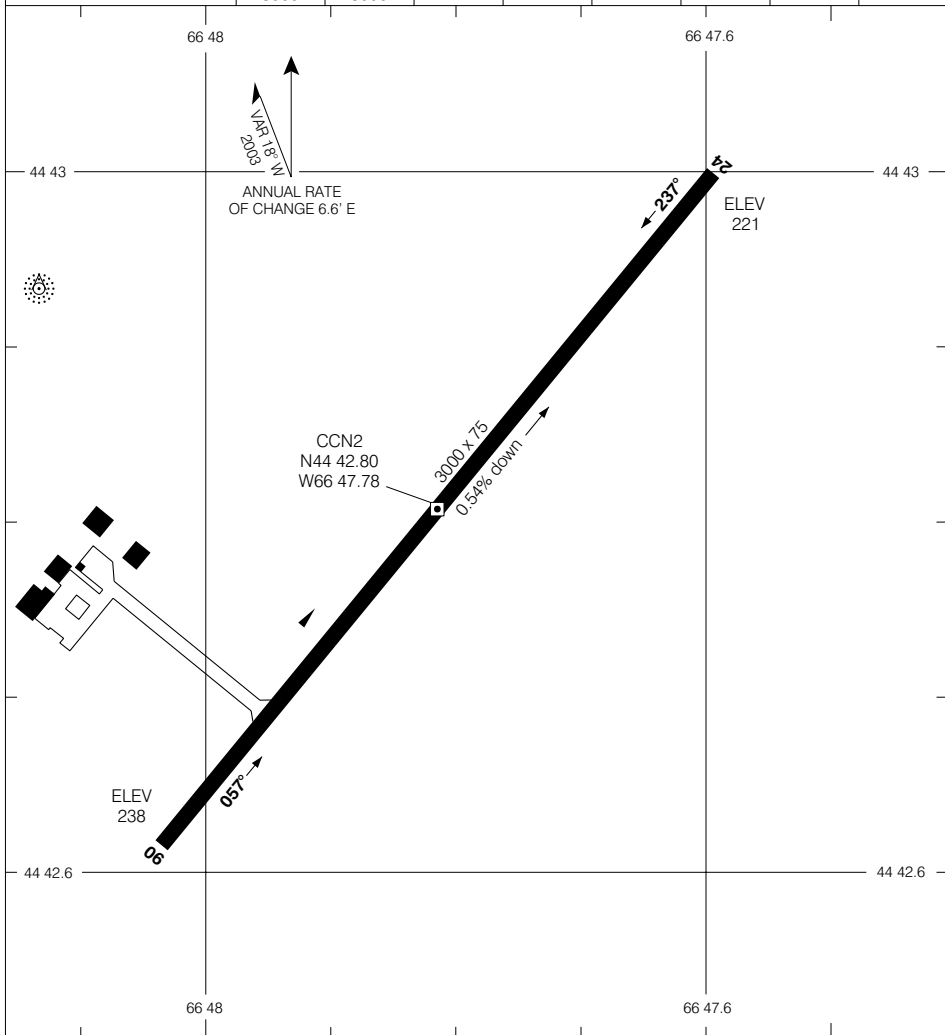 66 48
66 47.6
VAR 18° W
2003
44 43
44 43
ANNUAL RATE
OF CHANGE 6.6' E
24
237°
ELEV
221
3000 x 75
0.54% down
CCN2
N44 42.80
W66 47.78
057°
ELEV
238
06
44 42.6
44 42.6
66 48
66 47.6